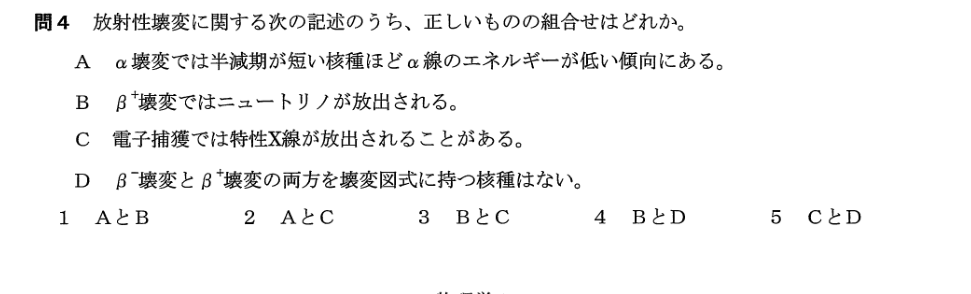 問4 放射性壊変に関する次の記述のうち、正しいものの組合せはどれか。
A α壊変では半減期が短い核種ほどα線のエネルギーが低い傾向にある。
B β⁺壊変ではニュートリノが放出される。
C 電子捕獲では特性X線が放出されることがある。
D β⁻壊変とβ⁺壊変の両方を壊変図式に持つ核種はない。
1 AとB 2 AとC 3 BとC 4 BとD 5 CとD